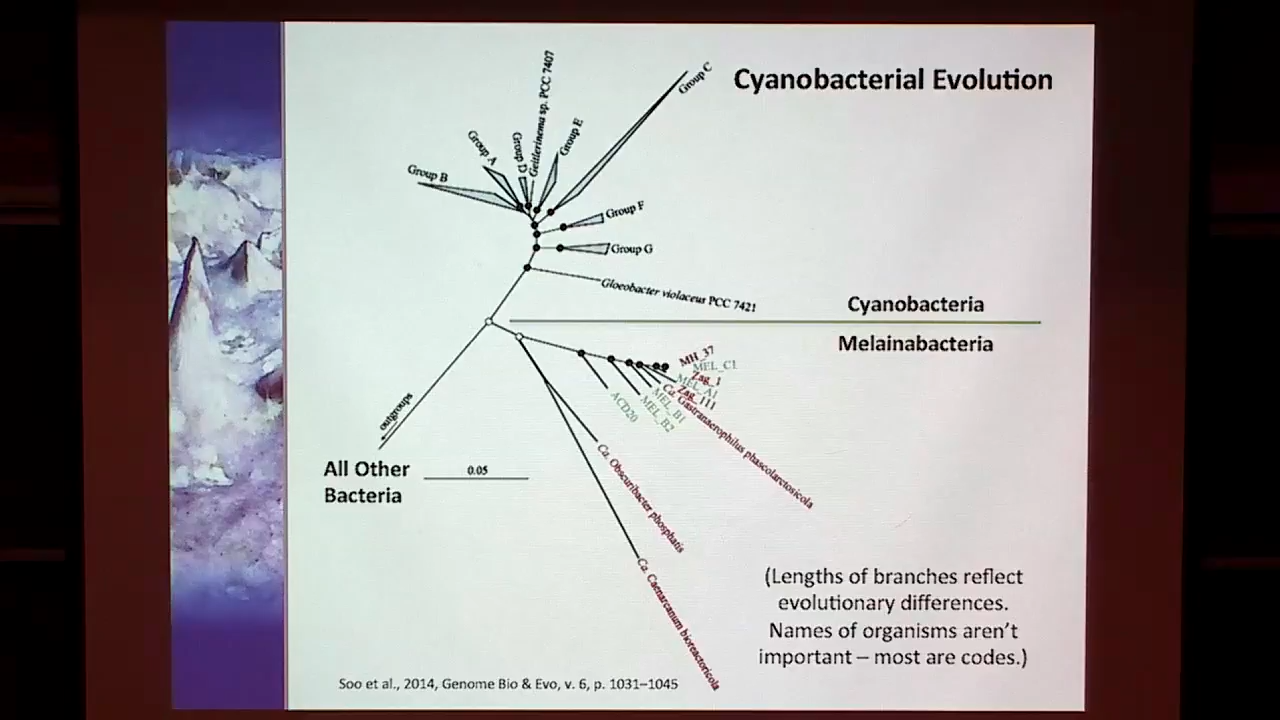 Cyanobacterial Evolution
Geitlerinema sp. PCC 7407
Group C
Group E
Group D
Group A
Group B
Group F
Group G
Gloeobacter violaceus PCC 7421
Cyanobacteria
Melainabacteria
MH_37
MEL_C1
Zag_1
MEL_A1
Zag_111
Ca. Gastranaerophilus phascolarctosicola
MEL_B1
MEL_B2
ACD20
outgroups
All Other
Bacteria
0.05
Ca. Obscuribacter phosphatis
Ca. Caenarcanum bioreactoricola
(Lengths of branches reflect
evolutionary differences.
Names of organisms aren't
important – most are codes.)
Soo et al., 2014, Genome Bio & Evo, v. 6, p. 1031–1045